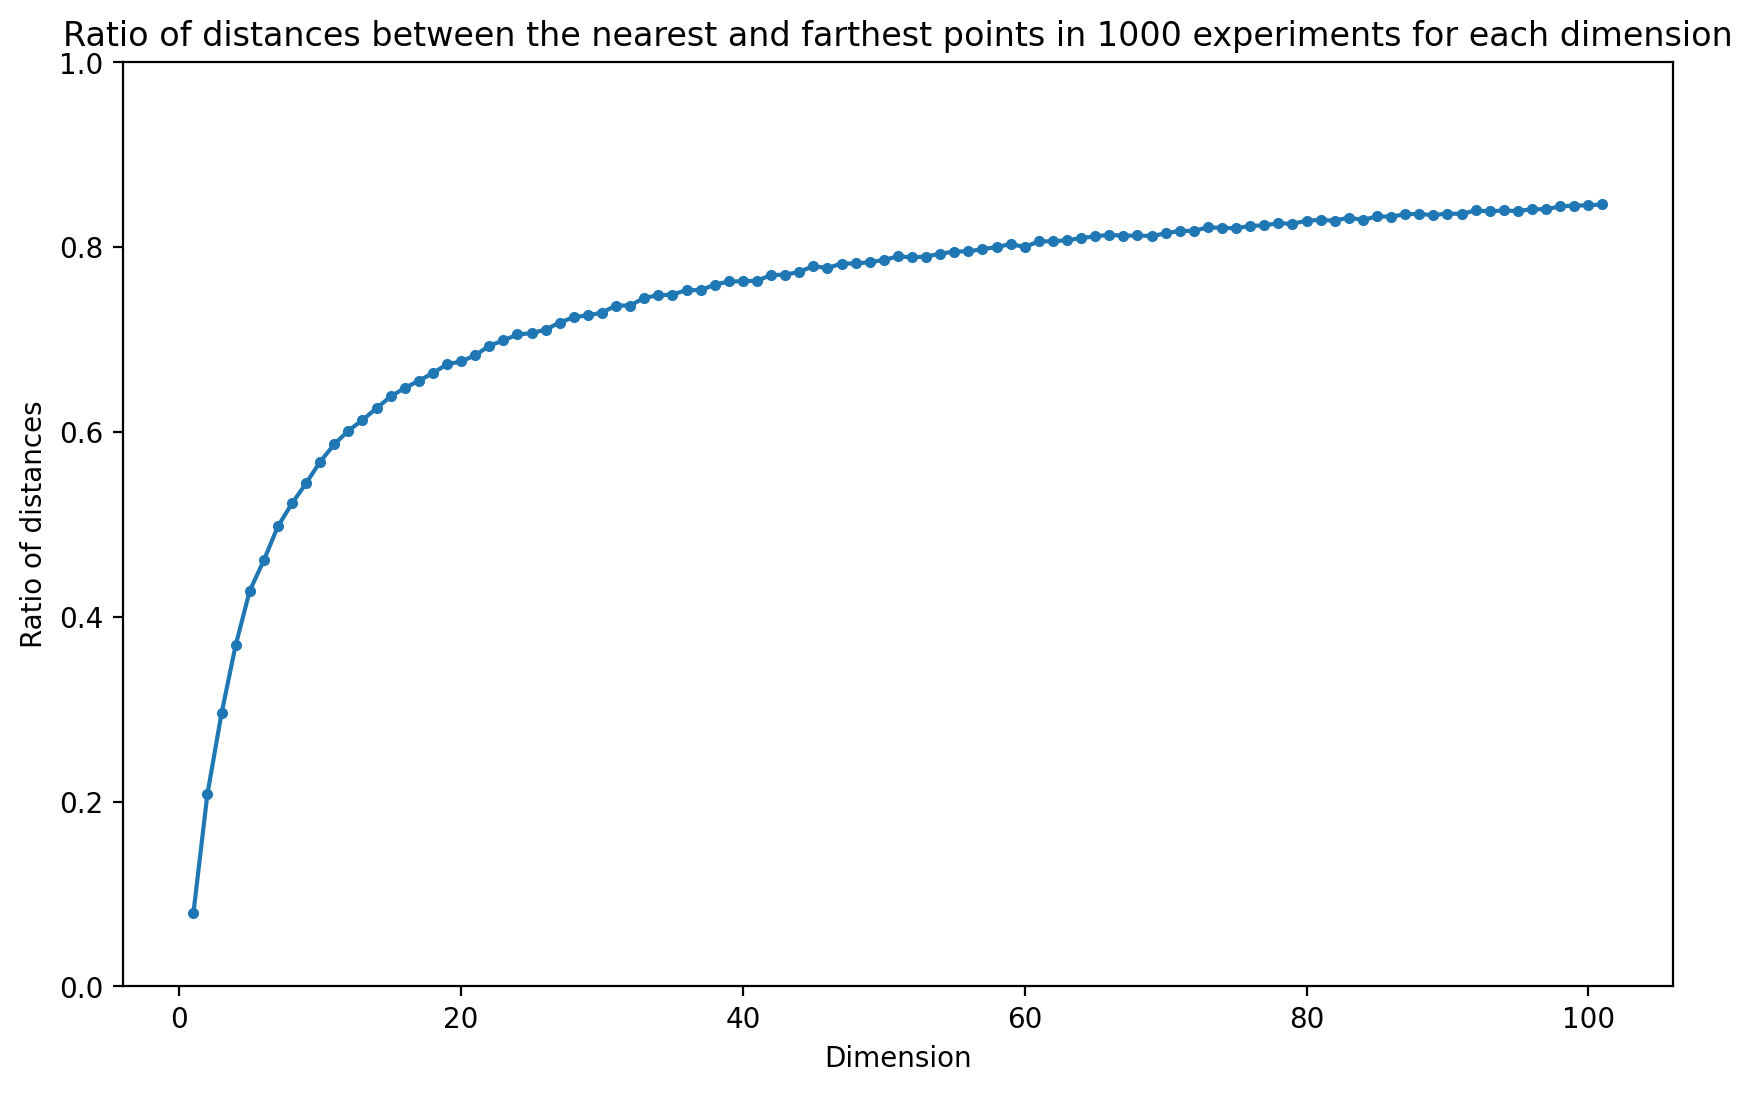 Ratio of distances between the nearest and farthest points in 1000 experiments for each dimension
1.0
0.8
0.6
0.4
0.2
0.0
Ratio of distances
0 20 40 60 80 100
Dimension